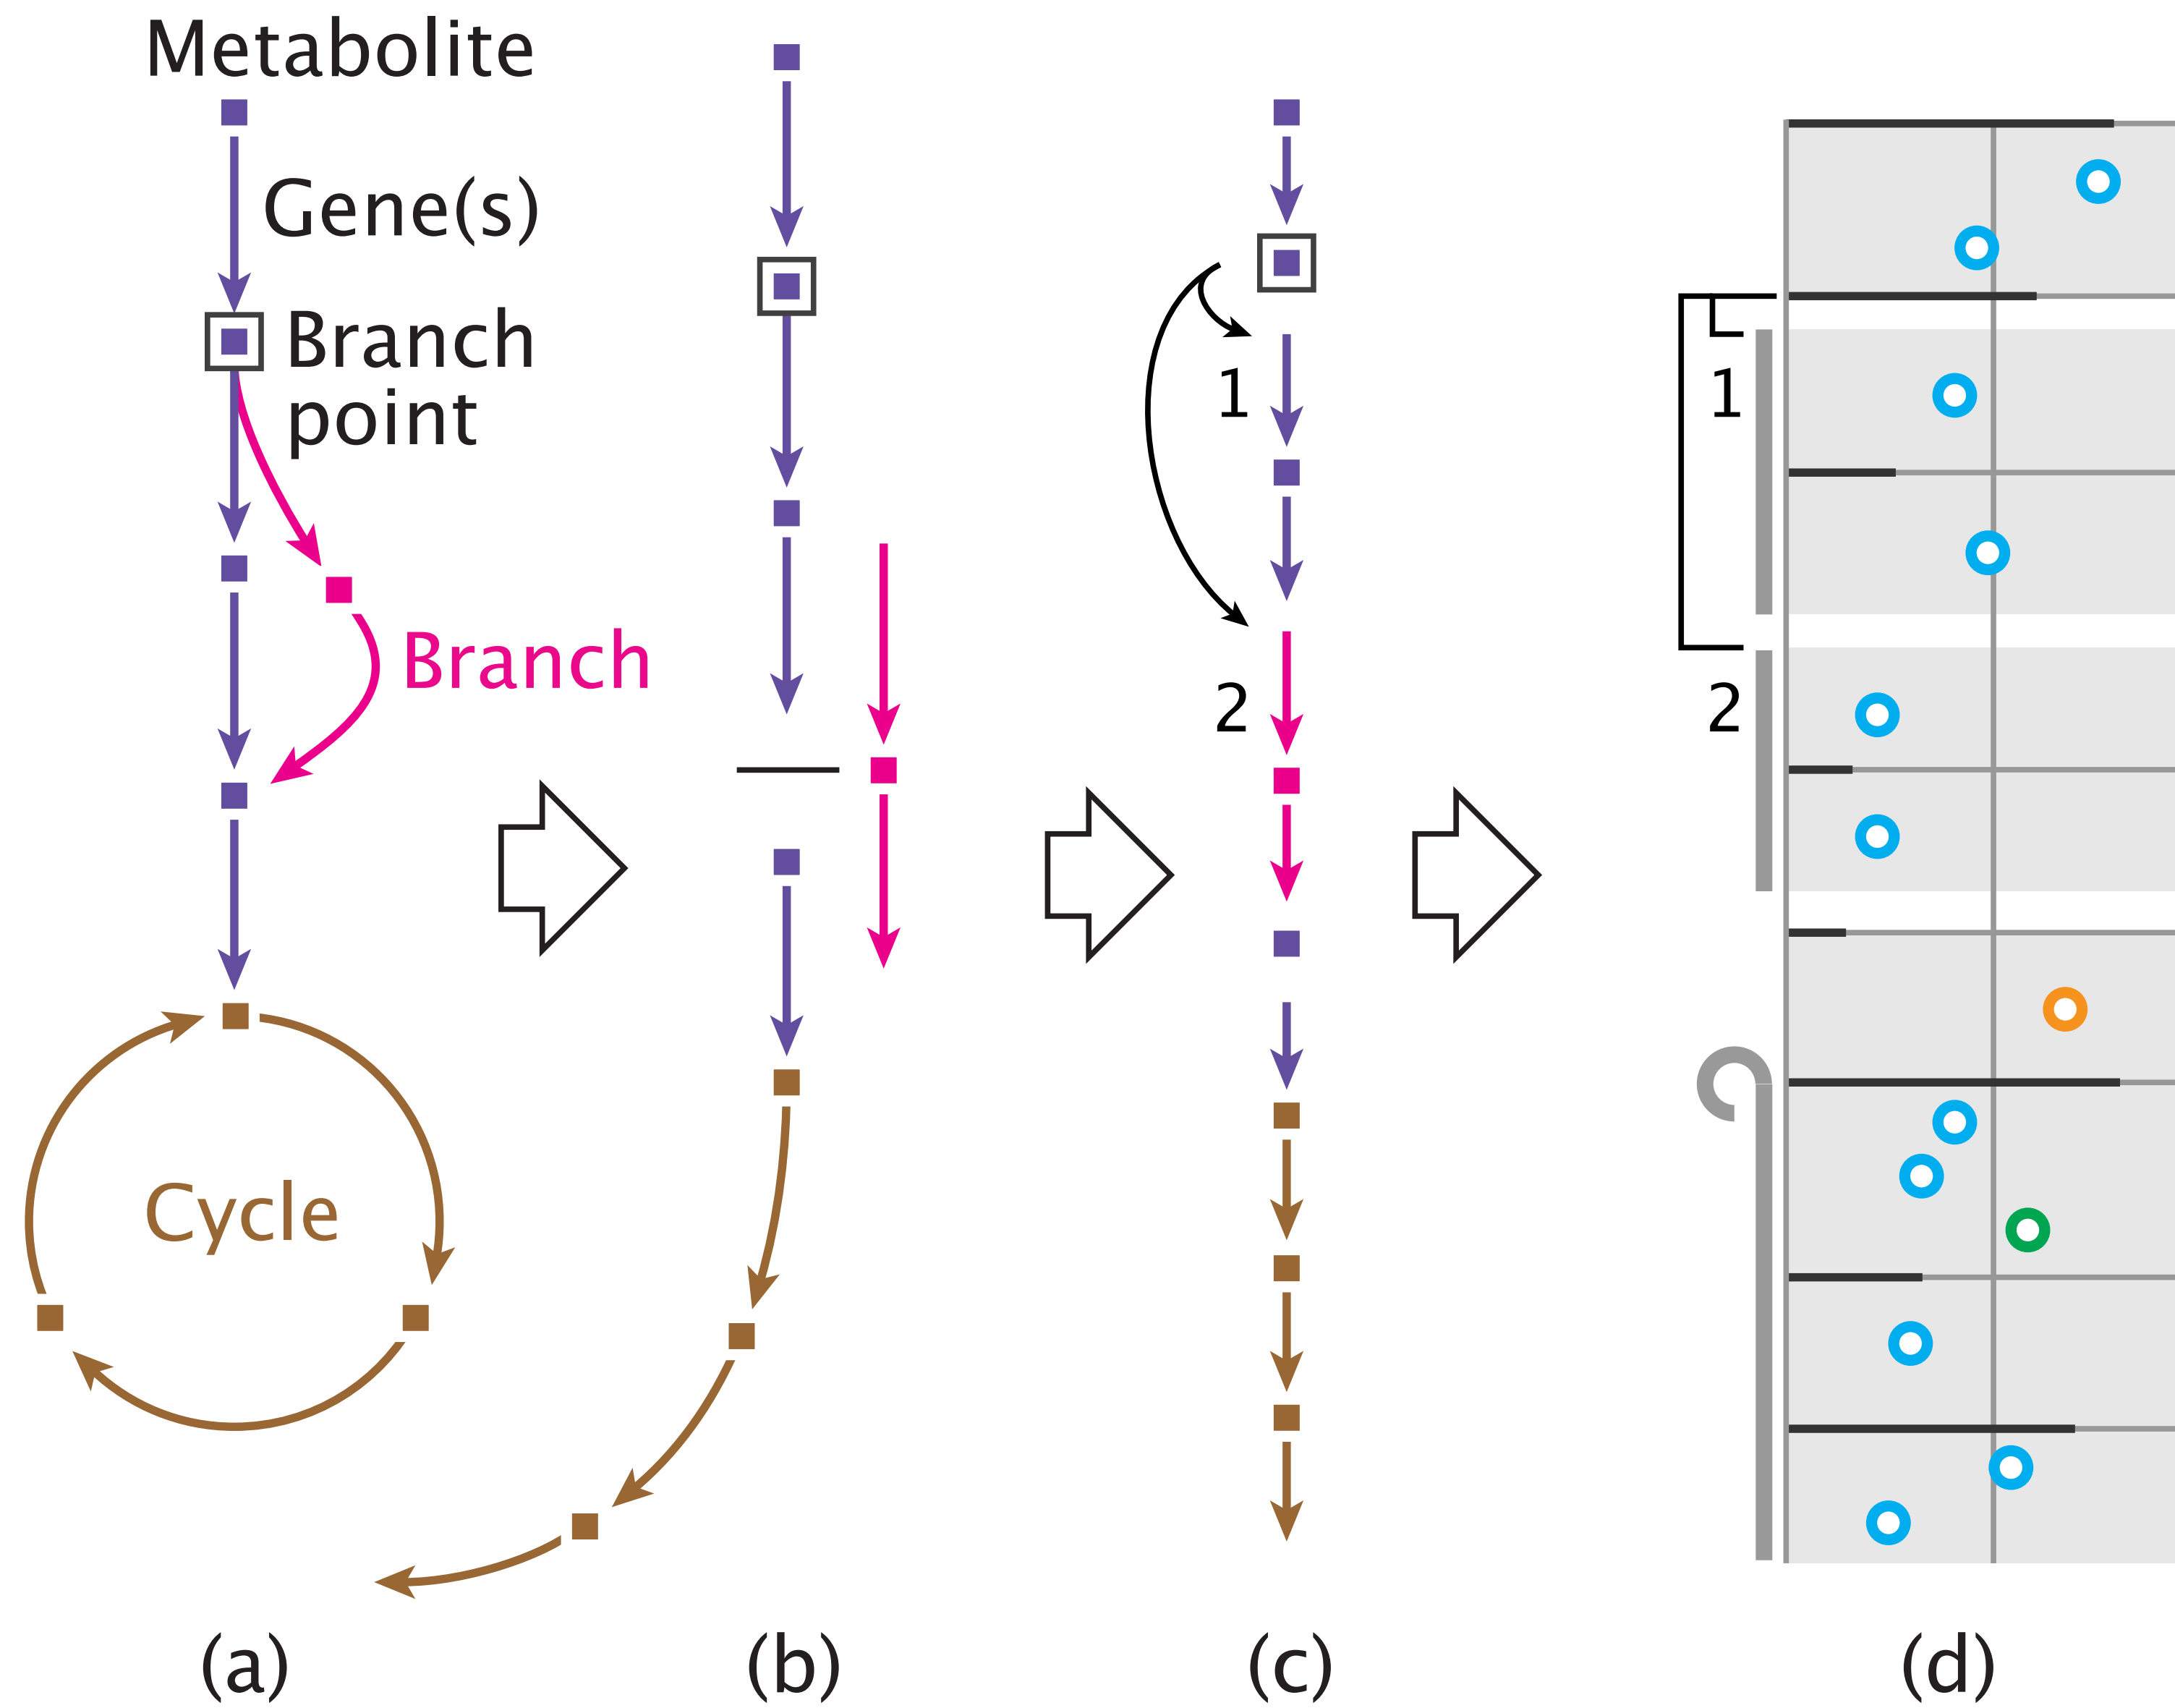 Metabolite
Gene(s)
Branch
point
Branch
Cycle
1
2
1
2
(a)
(b)
(c)
(d)